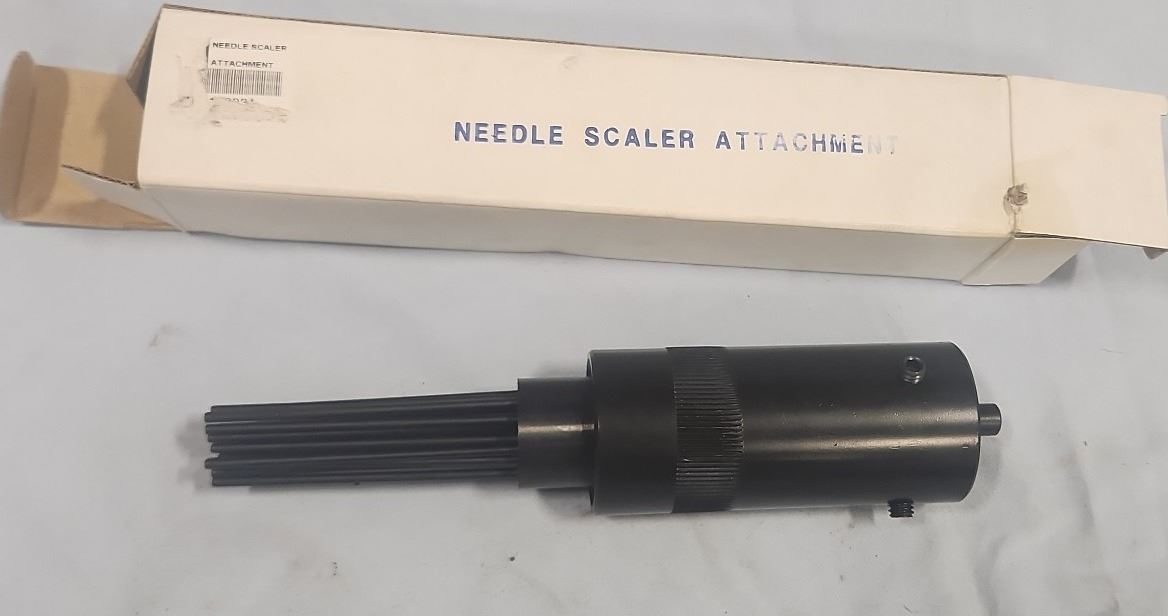 NEEDLE SCALER
ATTACHMENT
NEEDLE SCALER ATTACHMENT